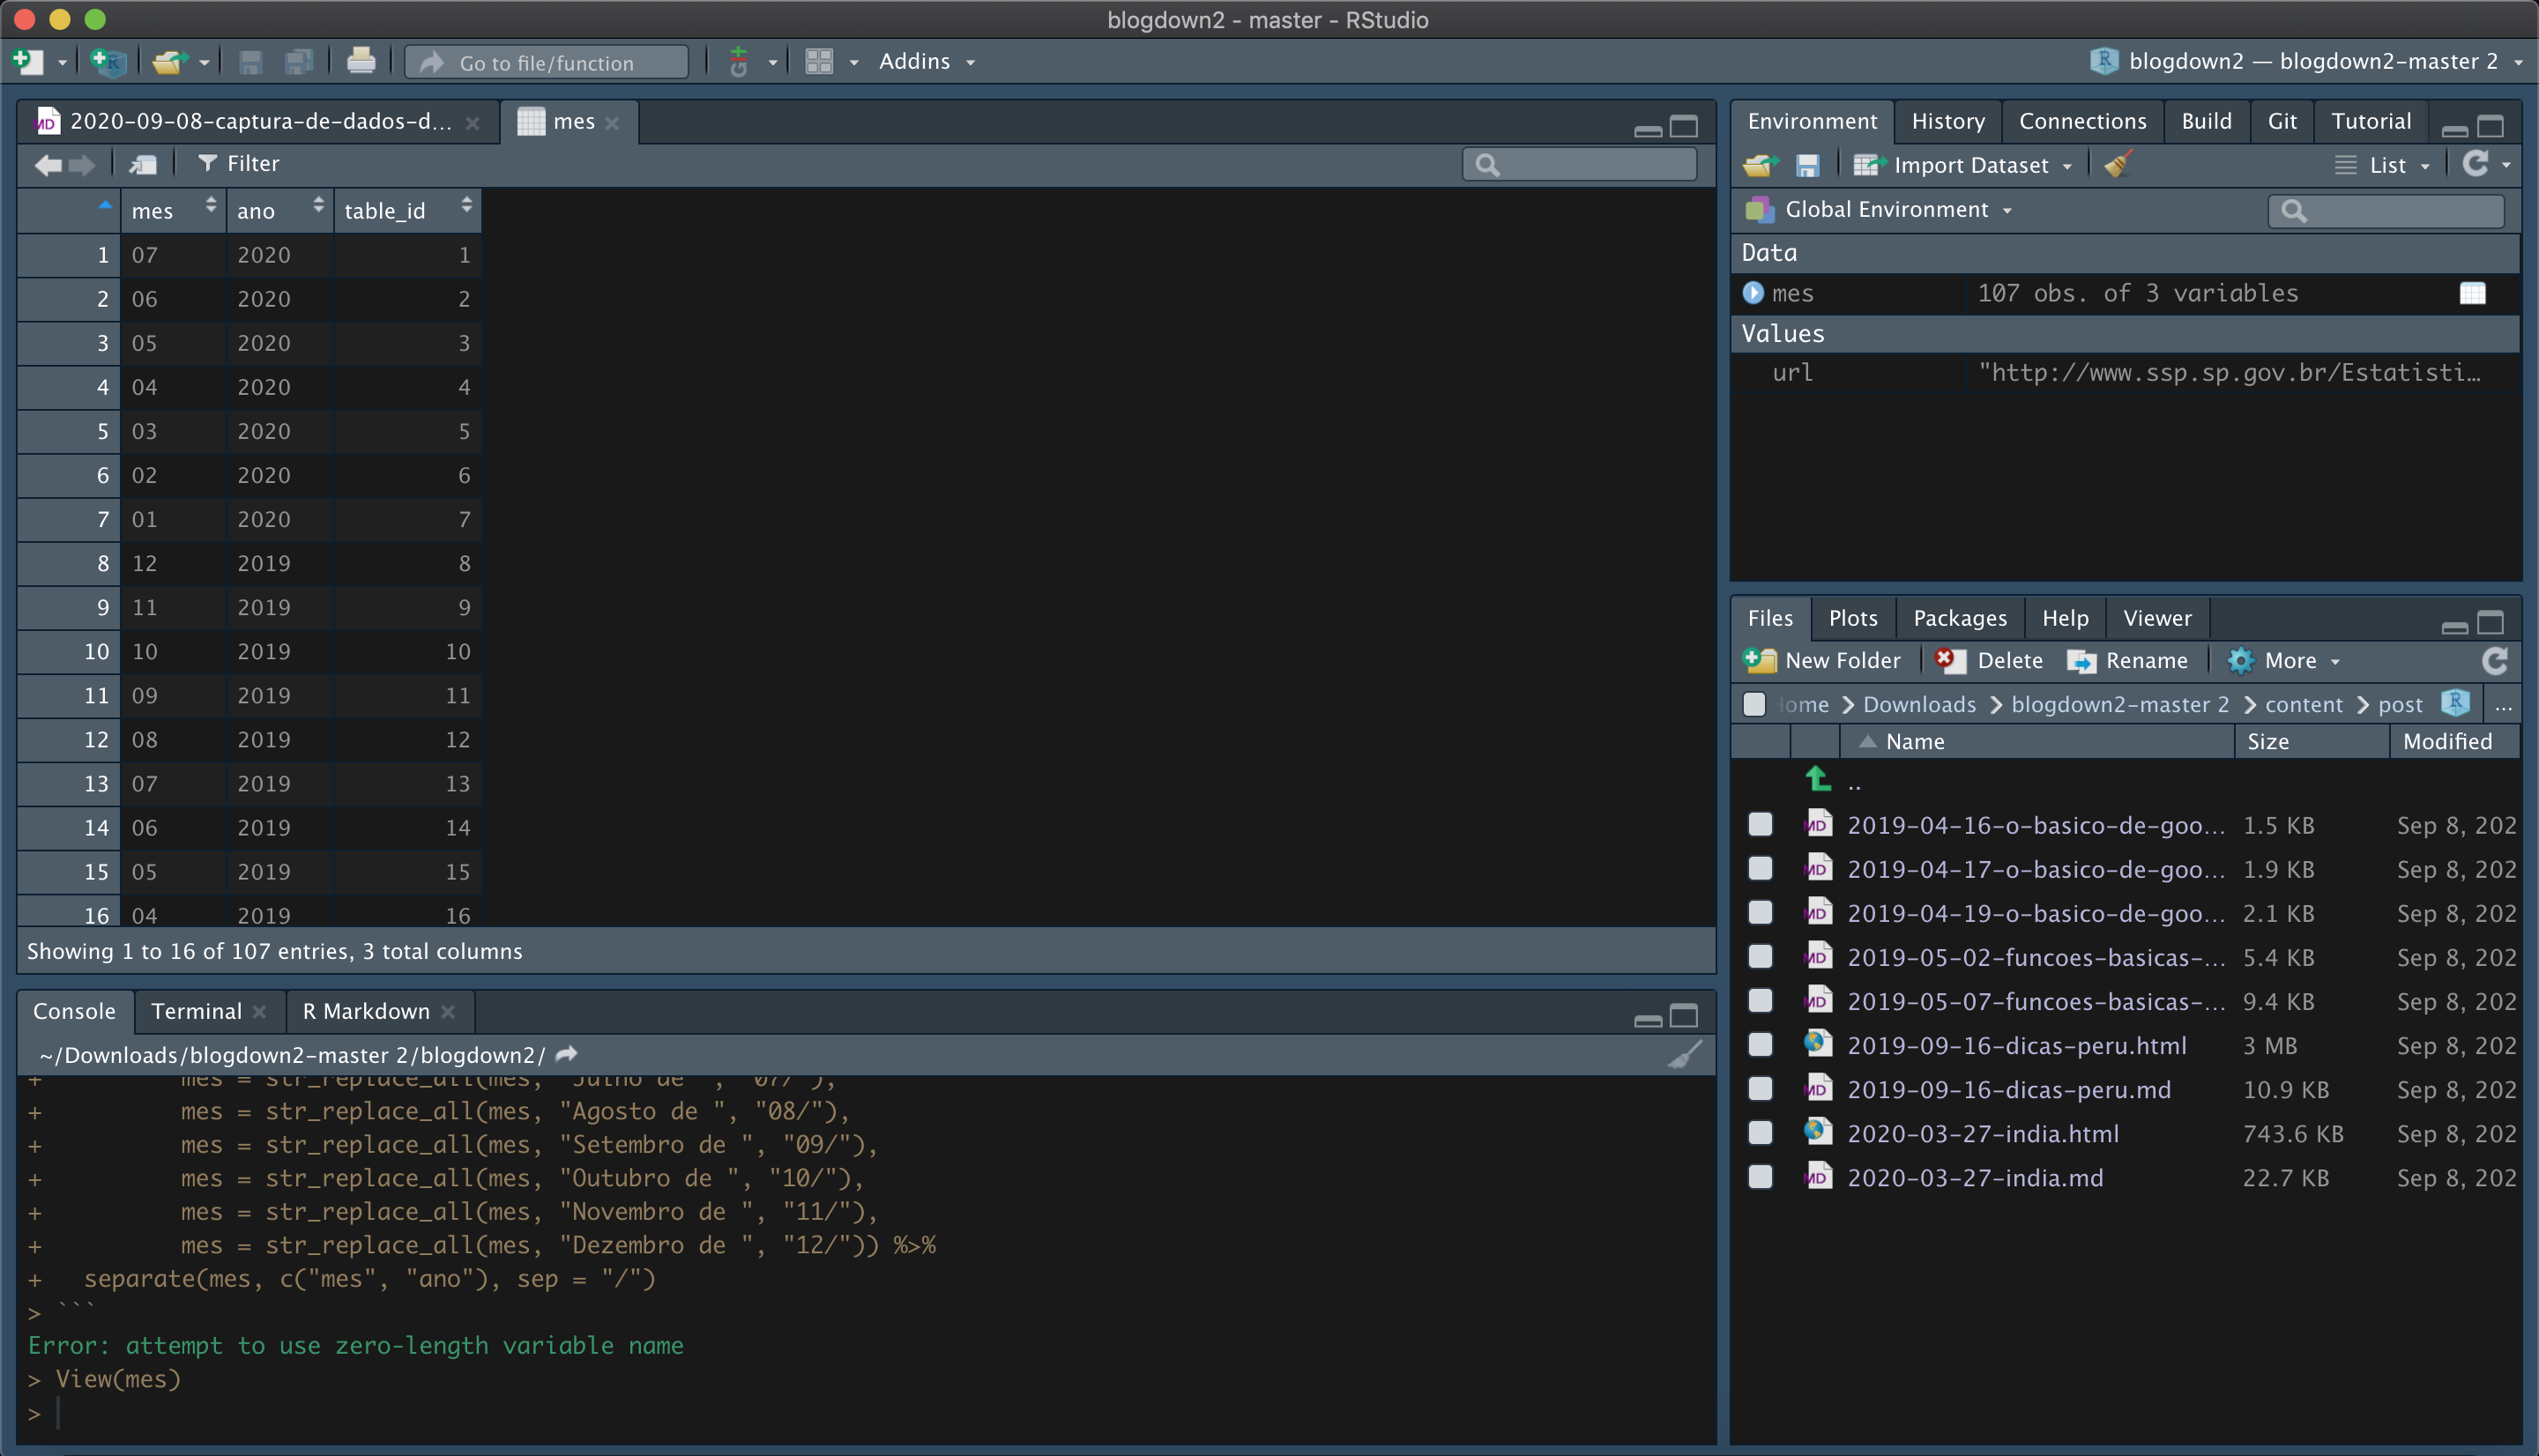 blogdown2 - master - RStudio
Go to file/function
Addins
blogdown2 — blogdown2-master 2
2020-09-08-captura-de-dados-d...
mes
Filter
mes ano table_id
1 07 2020 1
2 06 2020 2
3 05 2020 3
4 04 2020 4
5 03 2020 5
6 02 2020 6
7 01 2020 7
8 12 2019 8
9 11 2019 9
10 10 2019 10
11 09 2019 11
12 08 2019 12
13 07 2019 13
14 06 2019 14
15 05 2019 15
16 04 2019 16
Showing 1 to 16 of 107 entries, 3 total columns
Console Terminal R Markdown
~/Downloads/blogdown2-master 2/blogdown2/
+ mes = str_replace_all(mes, "Julho de ", "07/"),
+ mes = str_replace_all(mes, "Agosto de ", "08/"),
+ mes = str_replace_all(mes, "Setembro de ", "09/"),
+ mes = str_replace_all(mes, "Outubro de ", "10/"),
+ mes = str_replace_all(mes, "Novembro de ", "11/"),
+ mes = str_replace_all(mes, "Dezembro de ", "12/")) %>%
+ separate(mes, c("mes", "ano"), sep = "/")
> ```
Error: attempt to use zero-length variable name
> View(mes)
>
Environment History Connections Build Git Tutorial
Import Dataset List
Global Environment
Data
mes 107 obs. of 3 variables
Values
url "http://www.ssp.sp.gov.br/Estatisti…
Files Plots Packages Help Viewer
New Folder Delete Rename More
Downloads blogdown2-master 2 content post ...
Name Size Modified
..
MD 2019-04-16-o-basico-de-goo... 1.5 KB Sep 8, 202
MD 2019-04-17-o-basico-de-goo... 1.9 KB Sep 8, 202
MD 2019-04-19-o-basico-de-goo... 2.1 KB Sep 8, 202
MD 2019-05-02-funcoes-basicas-... 5.4 KB Sep 8, 202
MD 2019-05-07-funcoes-basicas-... 9.4 KB Sep 8, 202
2019-09-16-dicas-peru.html 3 MB Sep 8, 202
MD 2019-09-16-dicas-peru.md 10.9 KB Sep 8, 202
2020-03-27-india.html 743.6 KB Sep 8, 202
MD 2020-03-27-india.md 22.7 KB Sep 8, 202